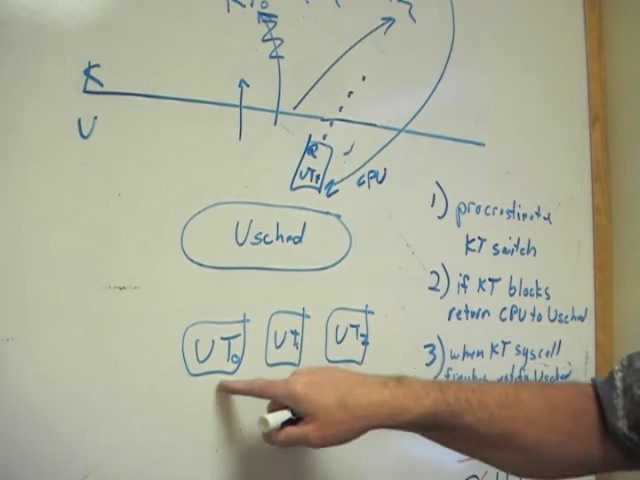 K
U
CPU
Usched
UT0
UT1
UT2
1) procrastinate
KT switch
2) if KT blocks
return CPU to Usched
3) when KT syscall